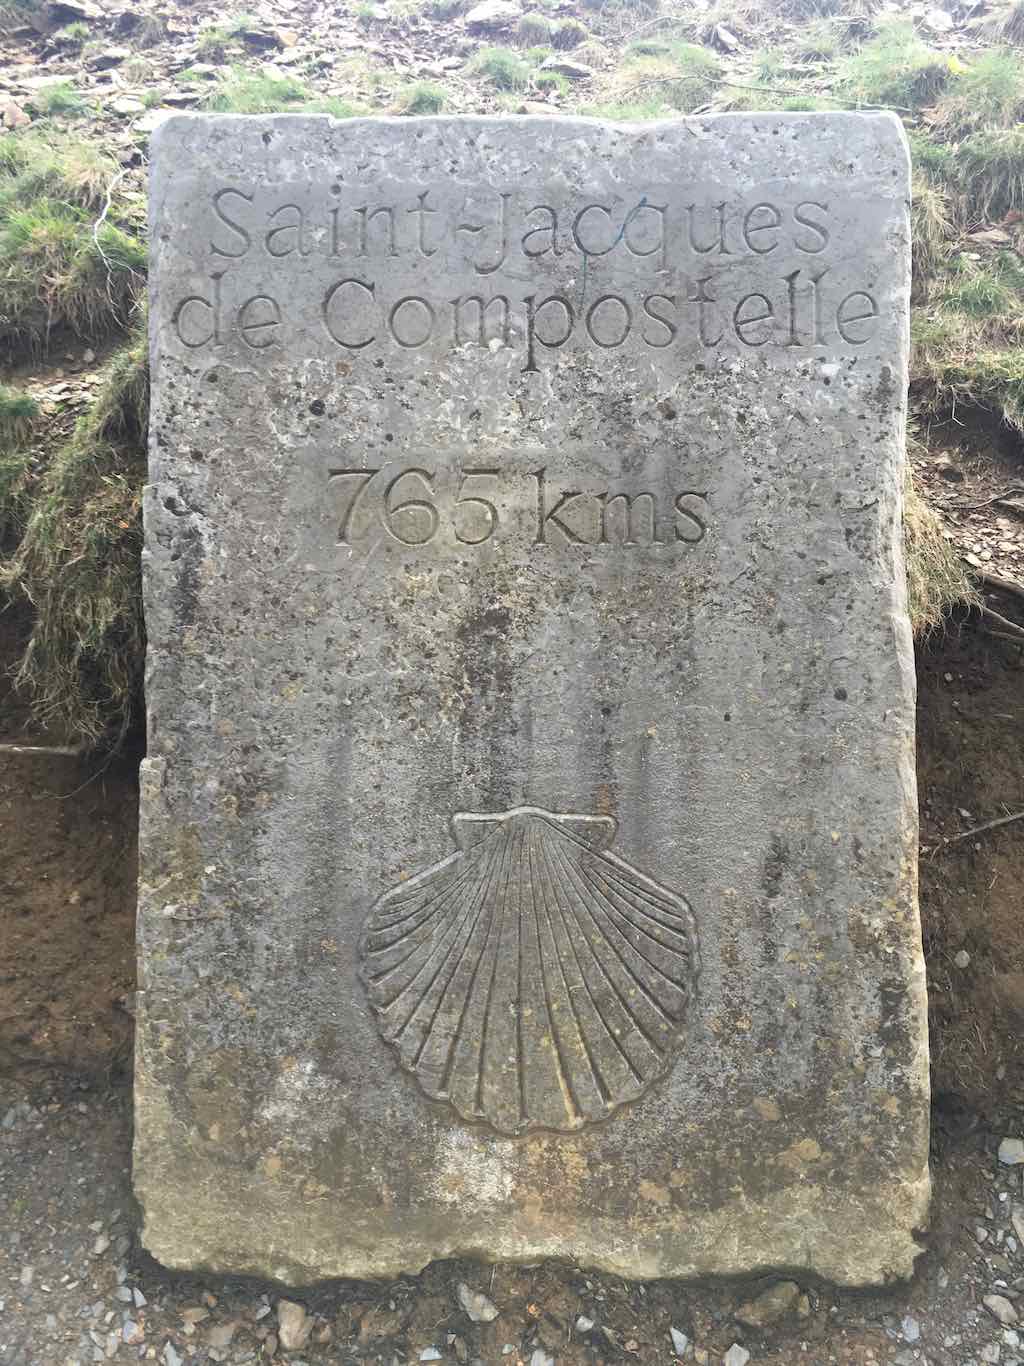 Saint-Jacques
de Compostelle
765 kms